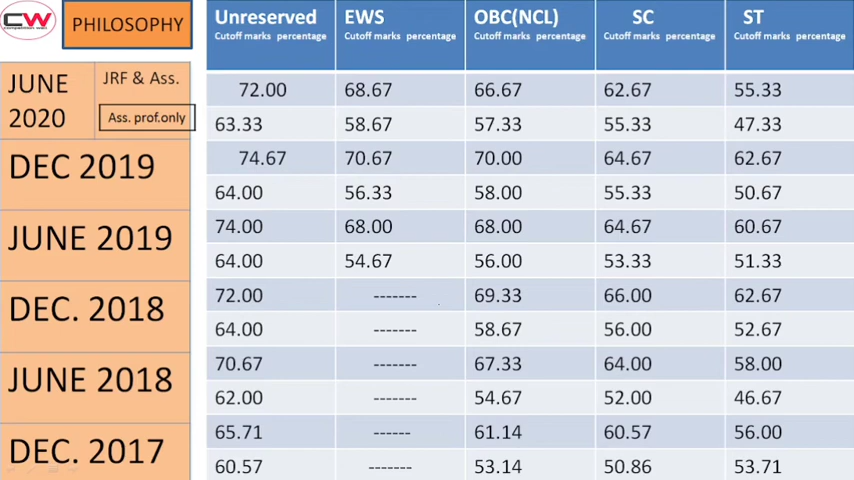 CW
PHILOSOPHY
Unreserved EWS OBC(NCL) SC ST
Cutoff marks percentage Cutoff marks percentage Cutoff marks percentage Cutoff marks percentage Cutoff marks percentage
JUNE 2020 JRF & Ass. 72.00 68.67 66.67 62.67 55.33
Ass. prof.only 63.33 58.67 57.33 55.33 47.33
DEC 2019 74.67 70.67 70.00 64.67 62.67
64.00 56.33 58.00 55.33 50.67
JUNE 2019 74.00 68.00 68.00 64.67 60.67
64.00 54.67 56.00 53.33 51.33
DEC. 2018 72.00 ------- 69.33 66.00 62.67
64.00 ------- 58.67 56.00 52.67
JUNE 2018 70.67 ------- 67.33 64.00 58.00
62.00 ------- 54.67 52.00 46.67
DEC. 2017 65.71 ------ 61.14 60.57 56.00
60.57 ------- 53.14 50.86 53.71